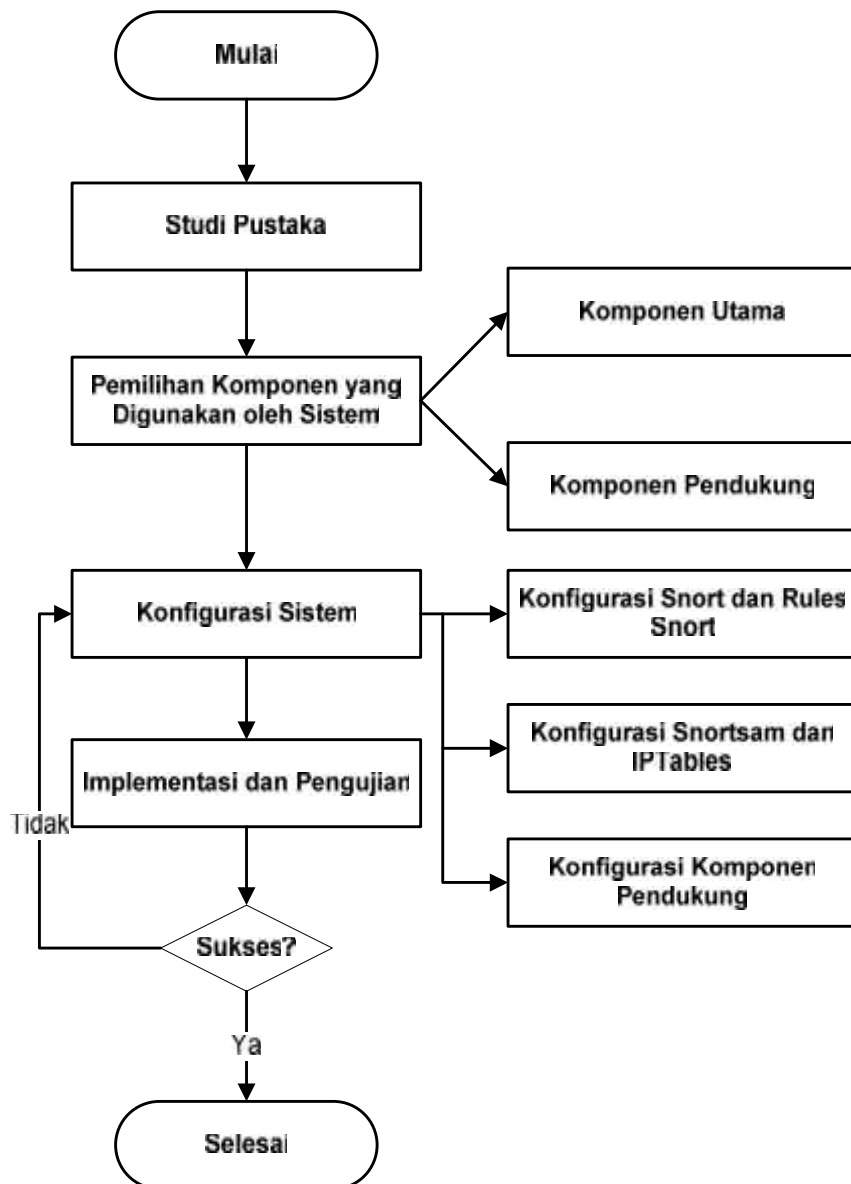 Mulai
Studi Pustaka
Komponen Utama
Pemilihan Komponen yang
Digunakan oleh Sistem
Komponen Pendukung
Konfigurasi Sistem
Konfigurasi Snort dan Rules
Snort
Konfigurasi Snortsam dan
IPTables
Implementasi dan Pengujian
Tidak
Konfigurasi Komponen
Pendukung
Sukses?
Ya
Selesai